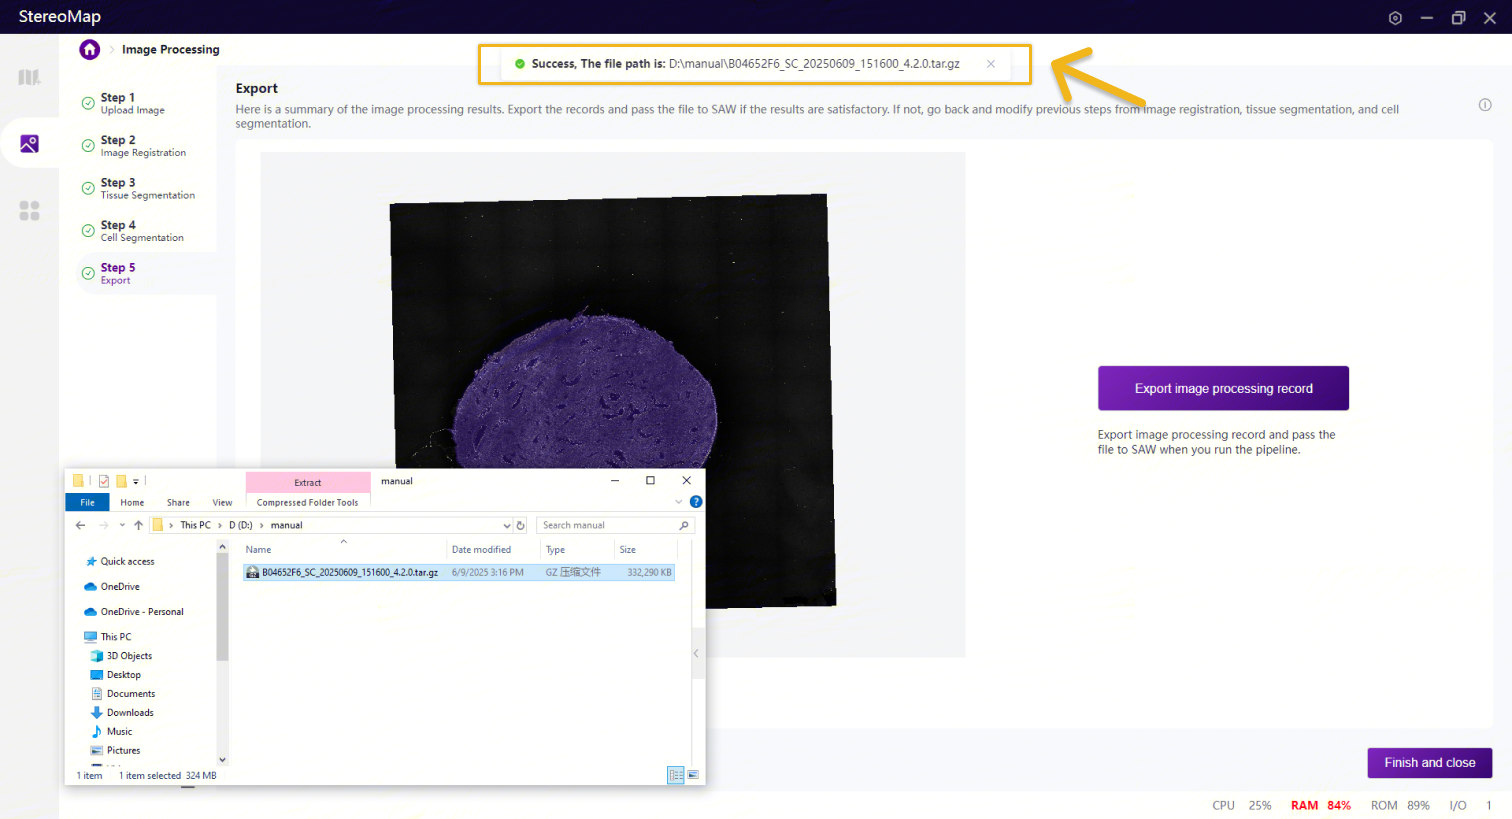 StereoMap
Image Processing
Success, The file path is: D:\manual\B04652F6_SC_20250609_151600_4.2.0.tar.gz
Step 1
Upload Image
Step 2
Image Registration
Step 3
Tissue Segmentation
Step 4
Cell Segmentation
Step 5
Export
Export
Here is a summary of the image processing results. Export the records and pass the file to SAW if the results are satisfactory. If not, go back and modify previous steps from image registration, tissue segmentation, and cell
segmentation.
Export image processing record
Export image processing record and pass the
file to SAW when you run the pipeline.
Extract
manual
File
Home
Share
View
Compressed Folder Tools
This PC
D (D:)
manual
Search manual
Name
Date modified
Type
Size
B04652F6_SC_20250609_151600_4.2.0.tar.gz
6/9/2025 3:16 PM
GZ 压缩文件
332,290 KB
Quick access
OneDrive
OneDrive - Personal
This PC
3D Objects
Desktop
Documents
Downloads
Music
Pictures
1 item
1 item selected 324 MB
Finish and close
CPU 25% RAM 84% ROM 89% I/O 1